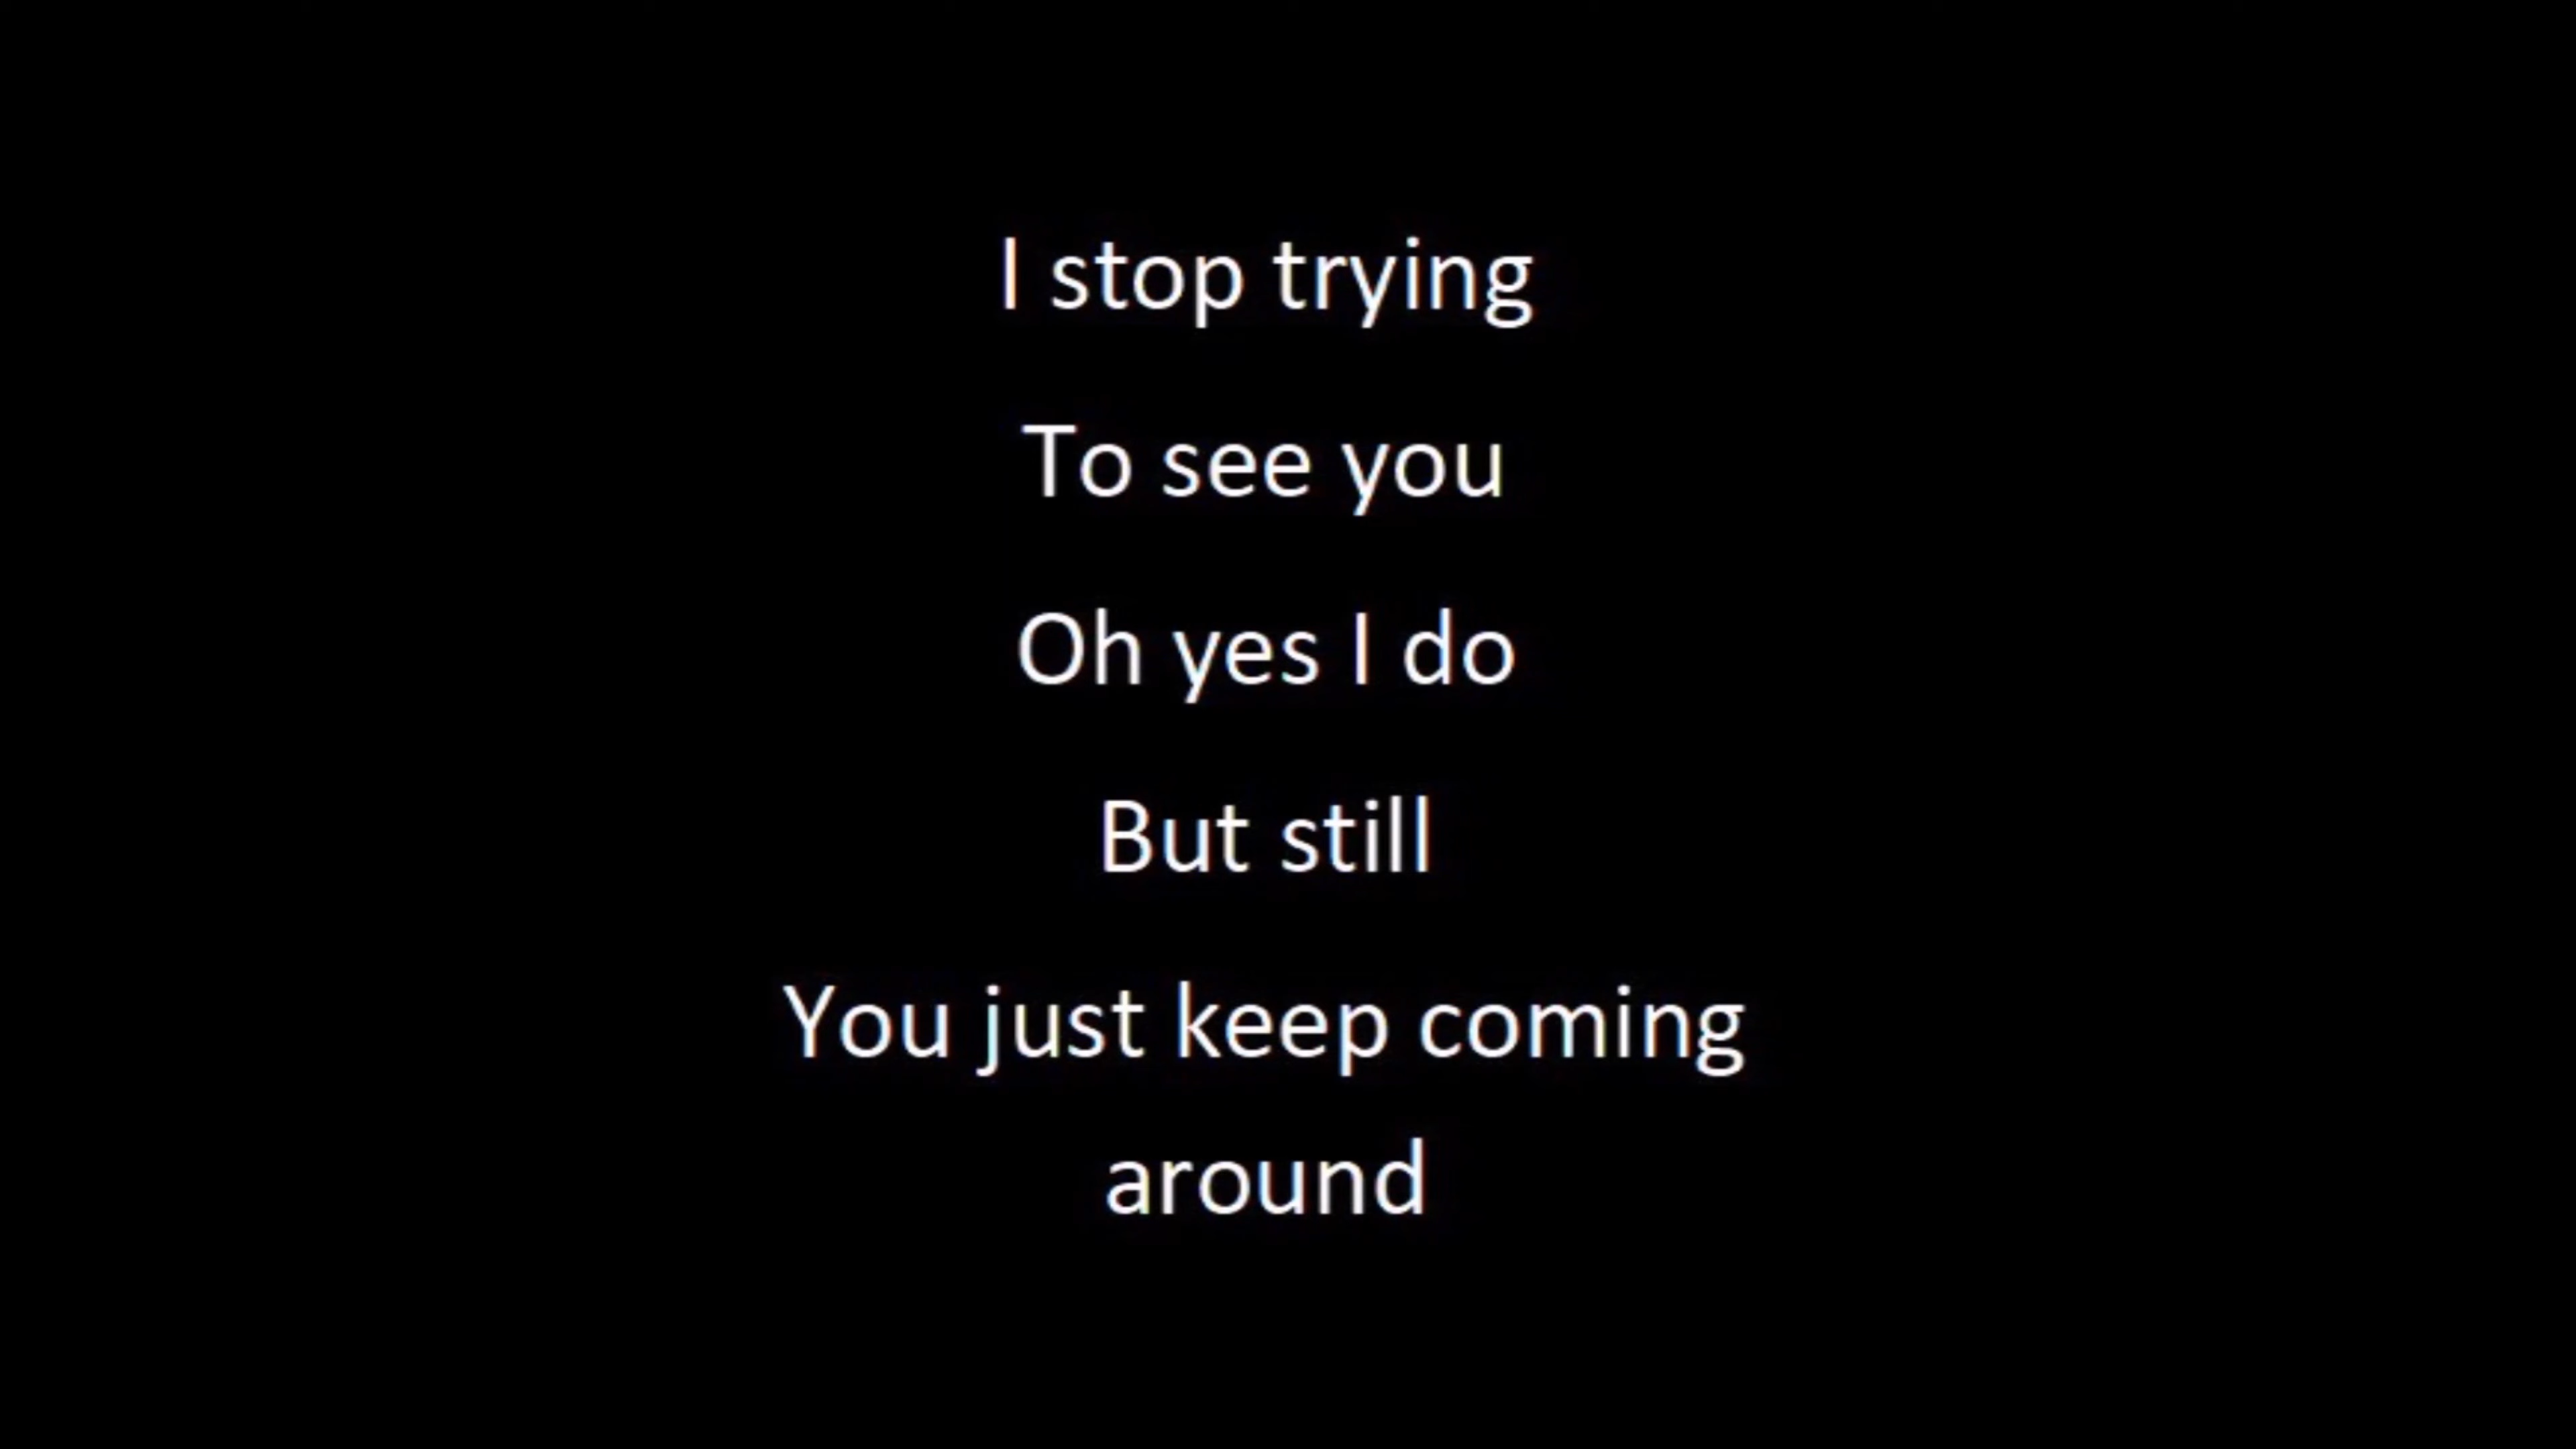 I stop trying
To see you
Oh yes I do
But still
You just keep coming
around